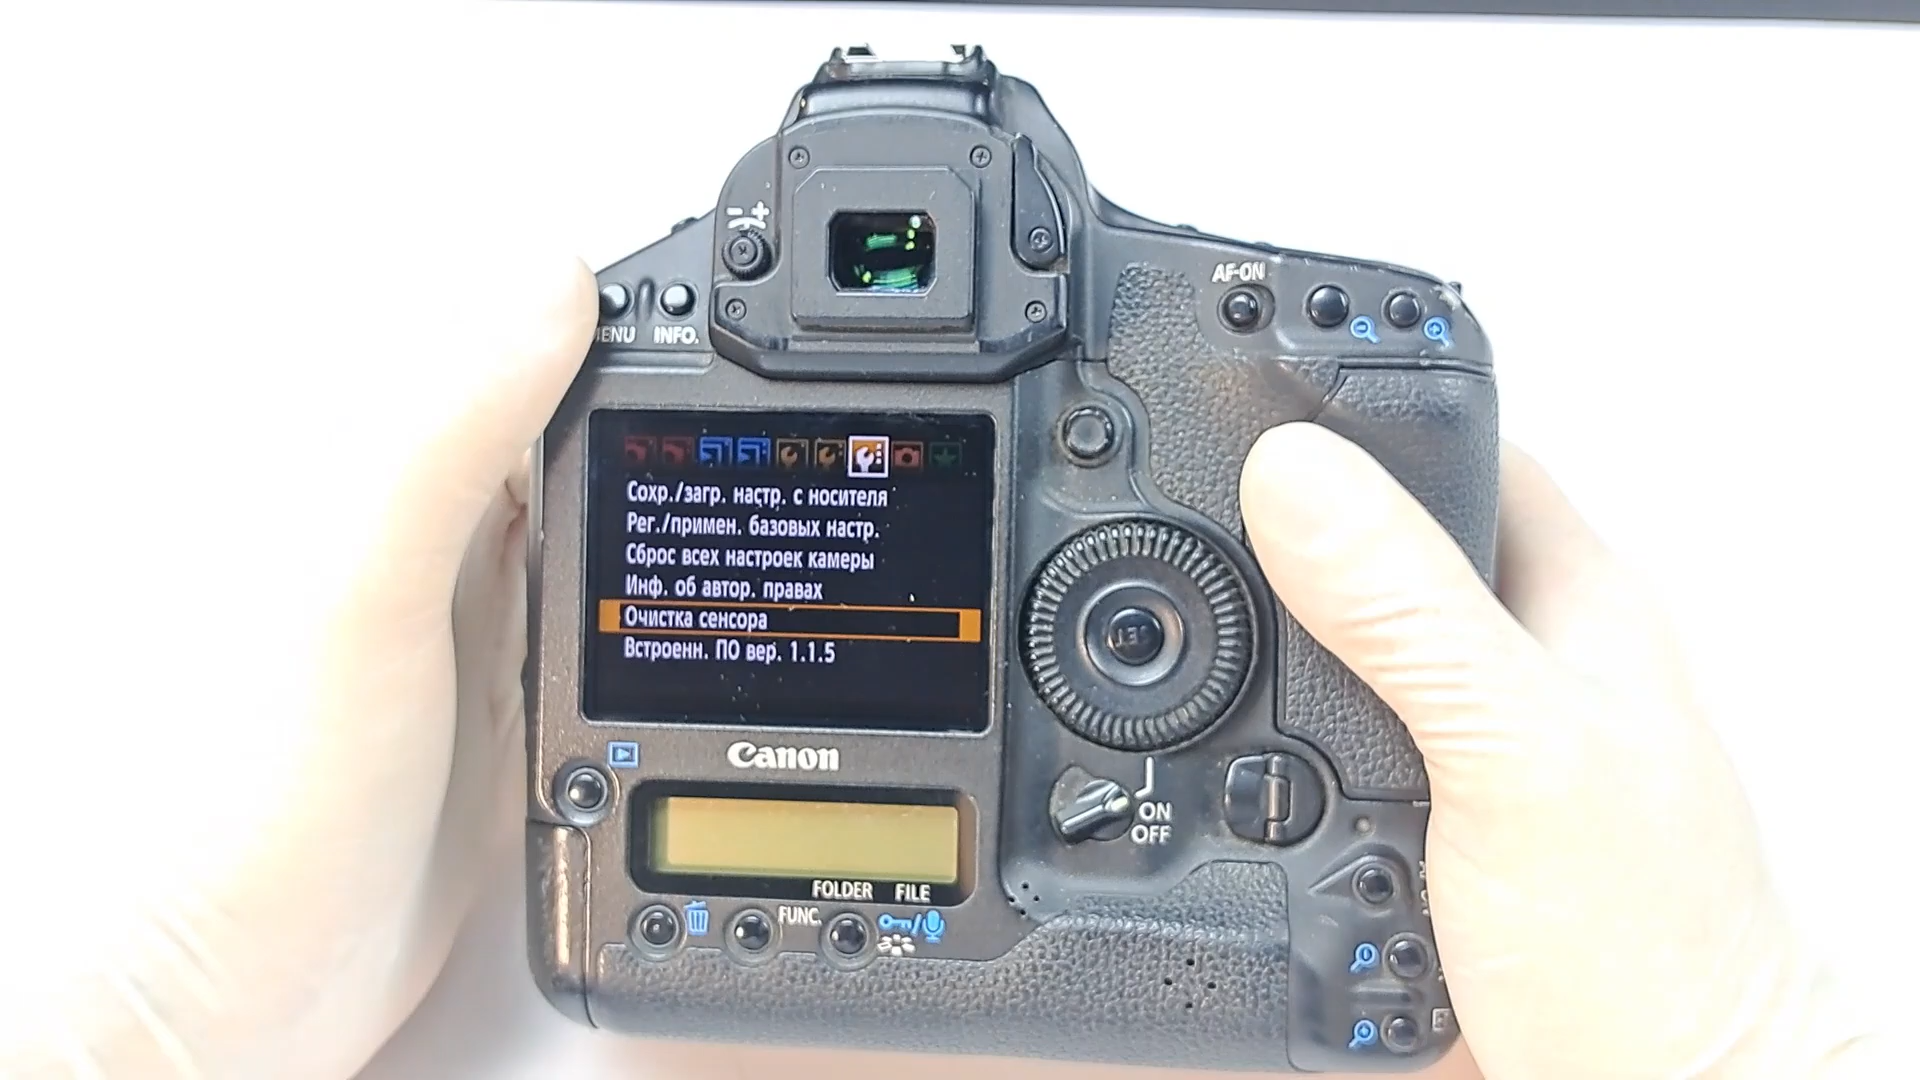 AF-ON
MENU INFO.
Сохр./загр. настр. с носителя
Рег./примен. базовых настр.
Сброс всех настроек камеры
Инф. об автор. правах
Очистка сенсора
Встроенн. ПО вер. 1.1.5
SET
Canon
ON
OFF
FOLDER FILE
FUNC.